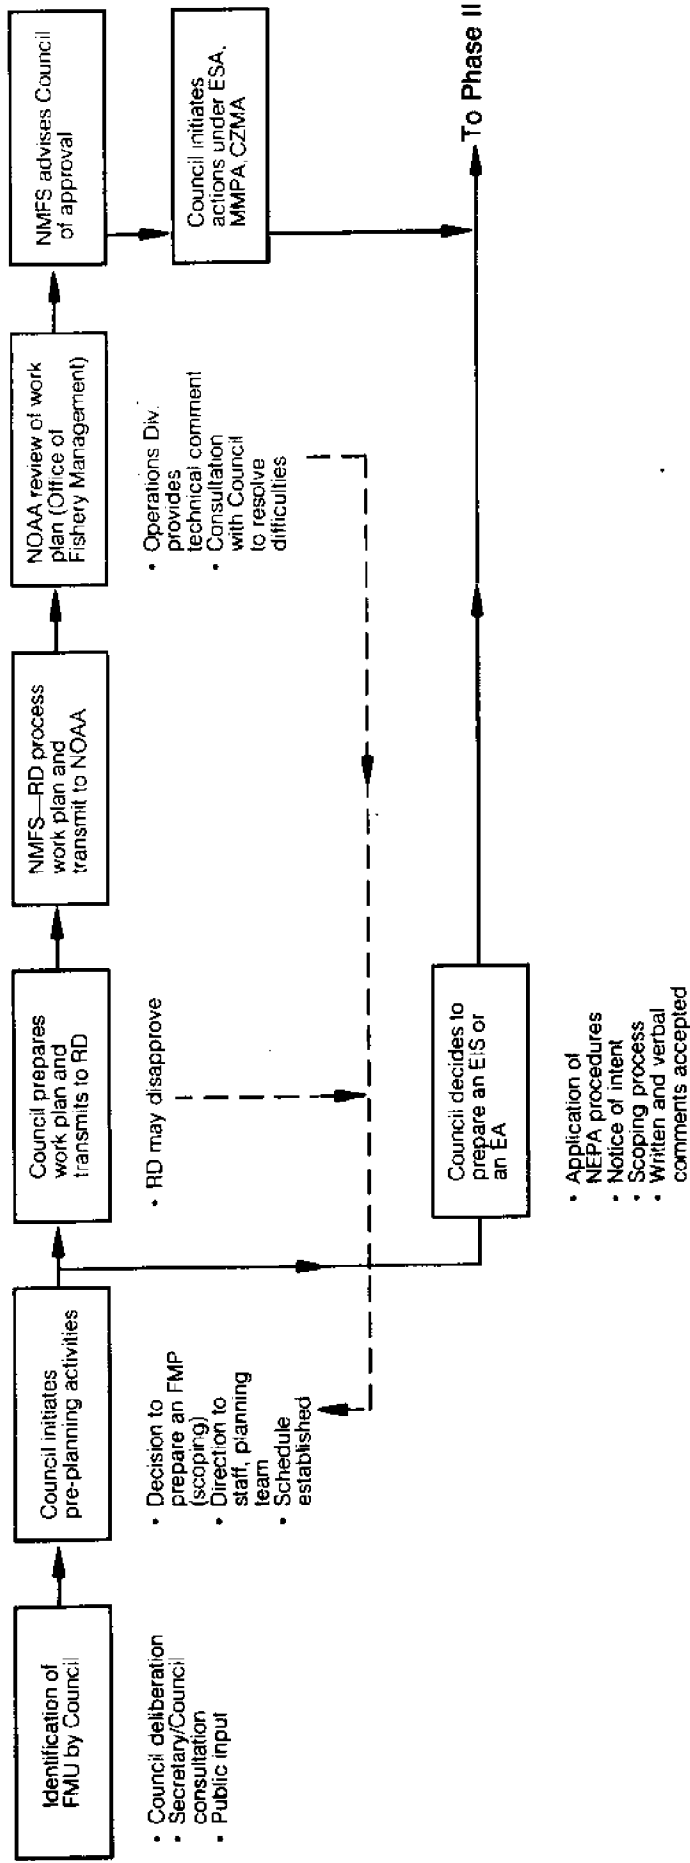 Identification of
FMU by Council
• Council deliberation
• Secretary/Council
consultation
• Public input
Council initiates
pre-planning activities
• Decision to
prepare an FMP
(scoping)
• Direction to
staff, planning
team
• Schedule
established
Council prepares
work plan and
transmits to RD
• RD may disapprove
NMFS—RD process
work plan and
transmit to NOAA
NOAA review of work
plan (Office of
Fishery Management)
• Operations Div.
provides
technical comment
• Consultation
with Council
to resolve
difficulties
NMFS advises Council
of approval
Council initiates
actions under ESA,
MMPA, CZMA
Council decides to
prepare an EIS or
an EA
• Application of
NEPA procedures
• Notice of intent
• Scoping process
• Written and verbal
comments accepted
To Phase II